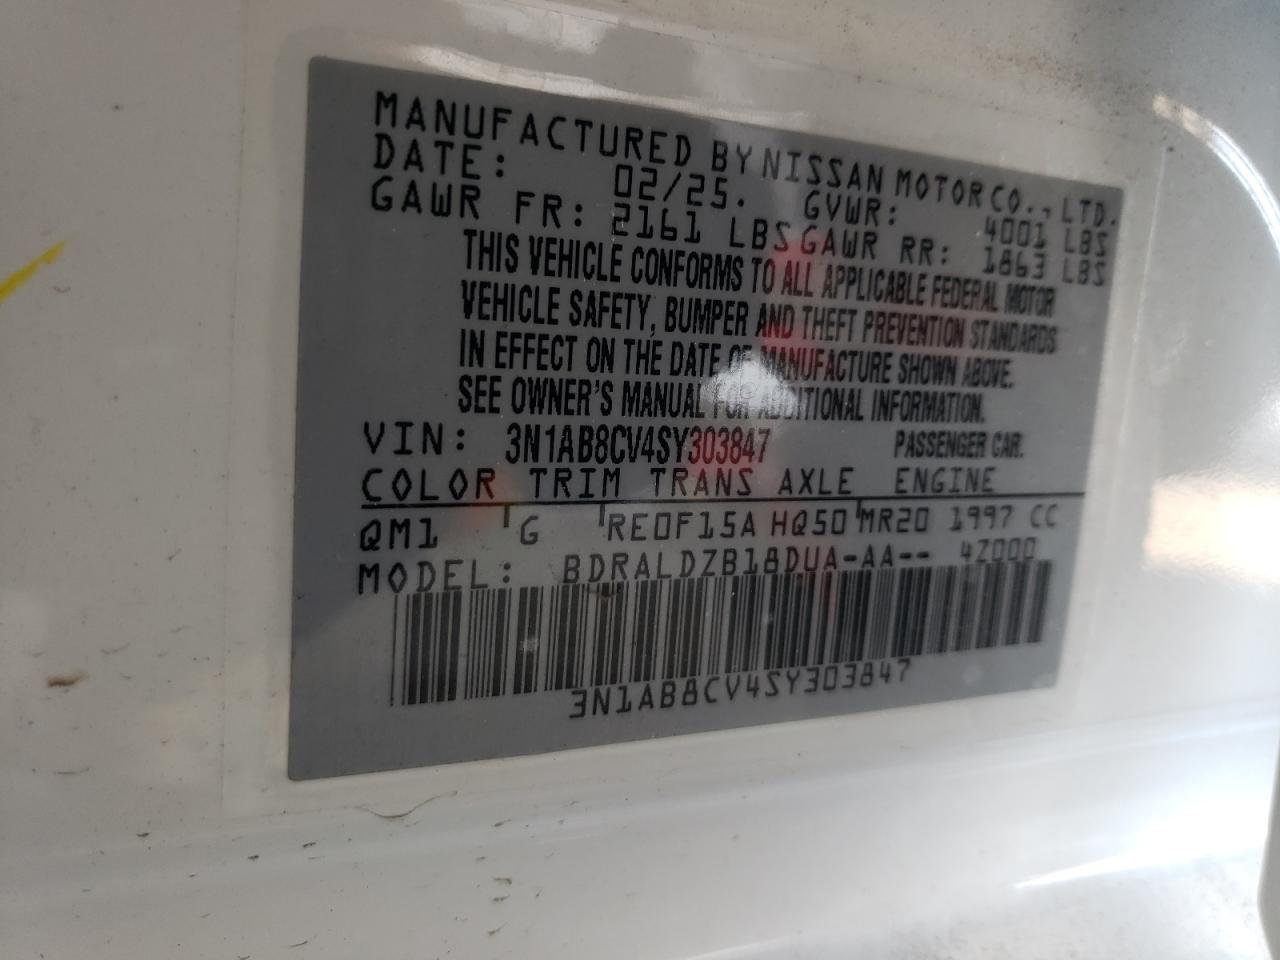 MANUFACTURED BY NISSAN MOTOR CO., LTD.
DATE: 02/25. GVWR: 4001 LBS
GAWR FR: 2161 LBS GAWR RR: 1863 LBS
THIS VEHICLE CONFORMS TO ALL APPLICABLE FEDERAL MOTOR
VEHICLE SAFETY, BUMPER AND THEFT PREVENTION STANDARDS
IN EFFECT ON THE DATE OF MANUFACTURE SHOWN ABOVE.
SEE OWNER'S MANUAL FOR ADDITIONAL INFORMATION.
VIN: 3N1AB8CV4SY303847 PASSENGER CAR.
COLOR TRIM TRANS AXLE ENGINE
QM1 G RE0F15A HQ50 MR20 1997 CC
MODEL: BDRALDZB18DUA-AA-- 4Z000
3N1AB8CV4SY303847